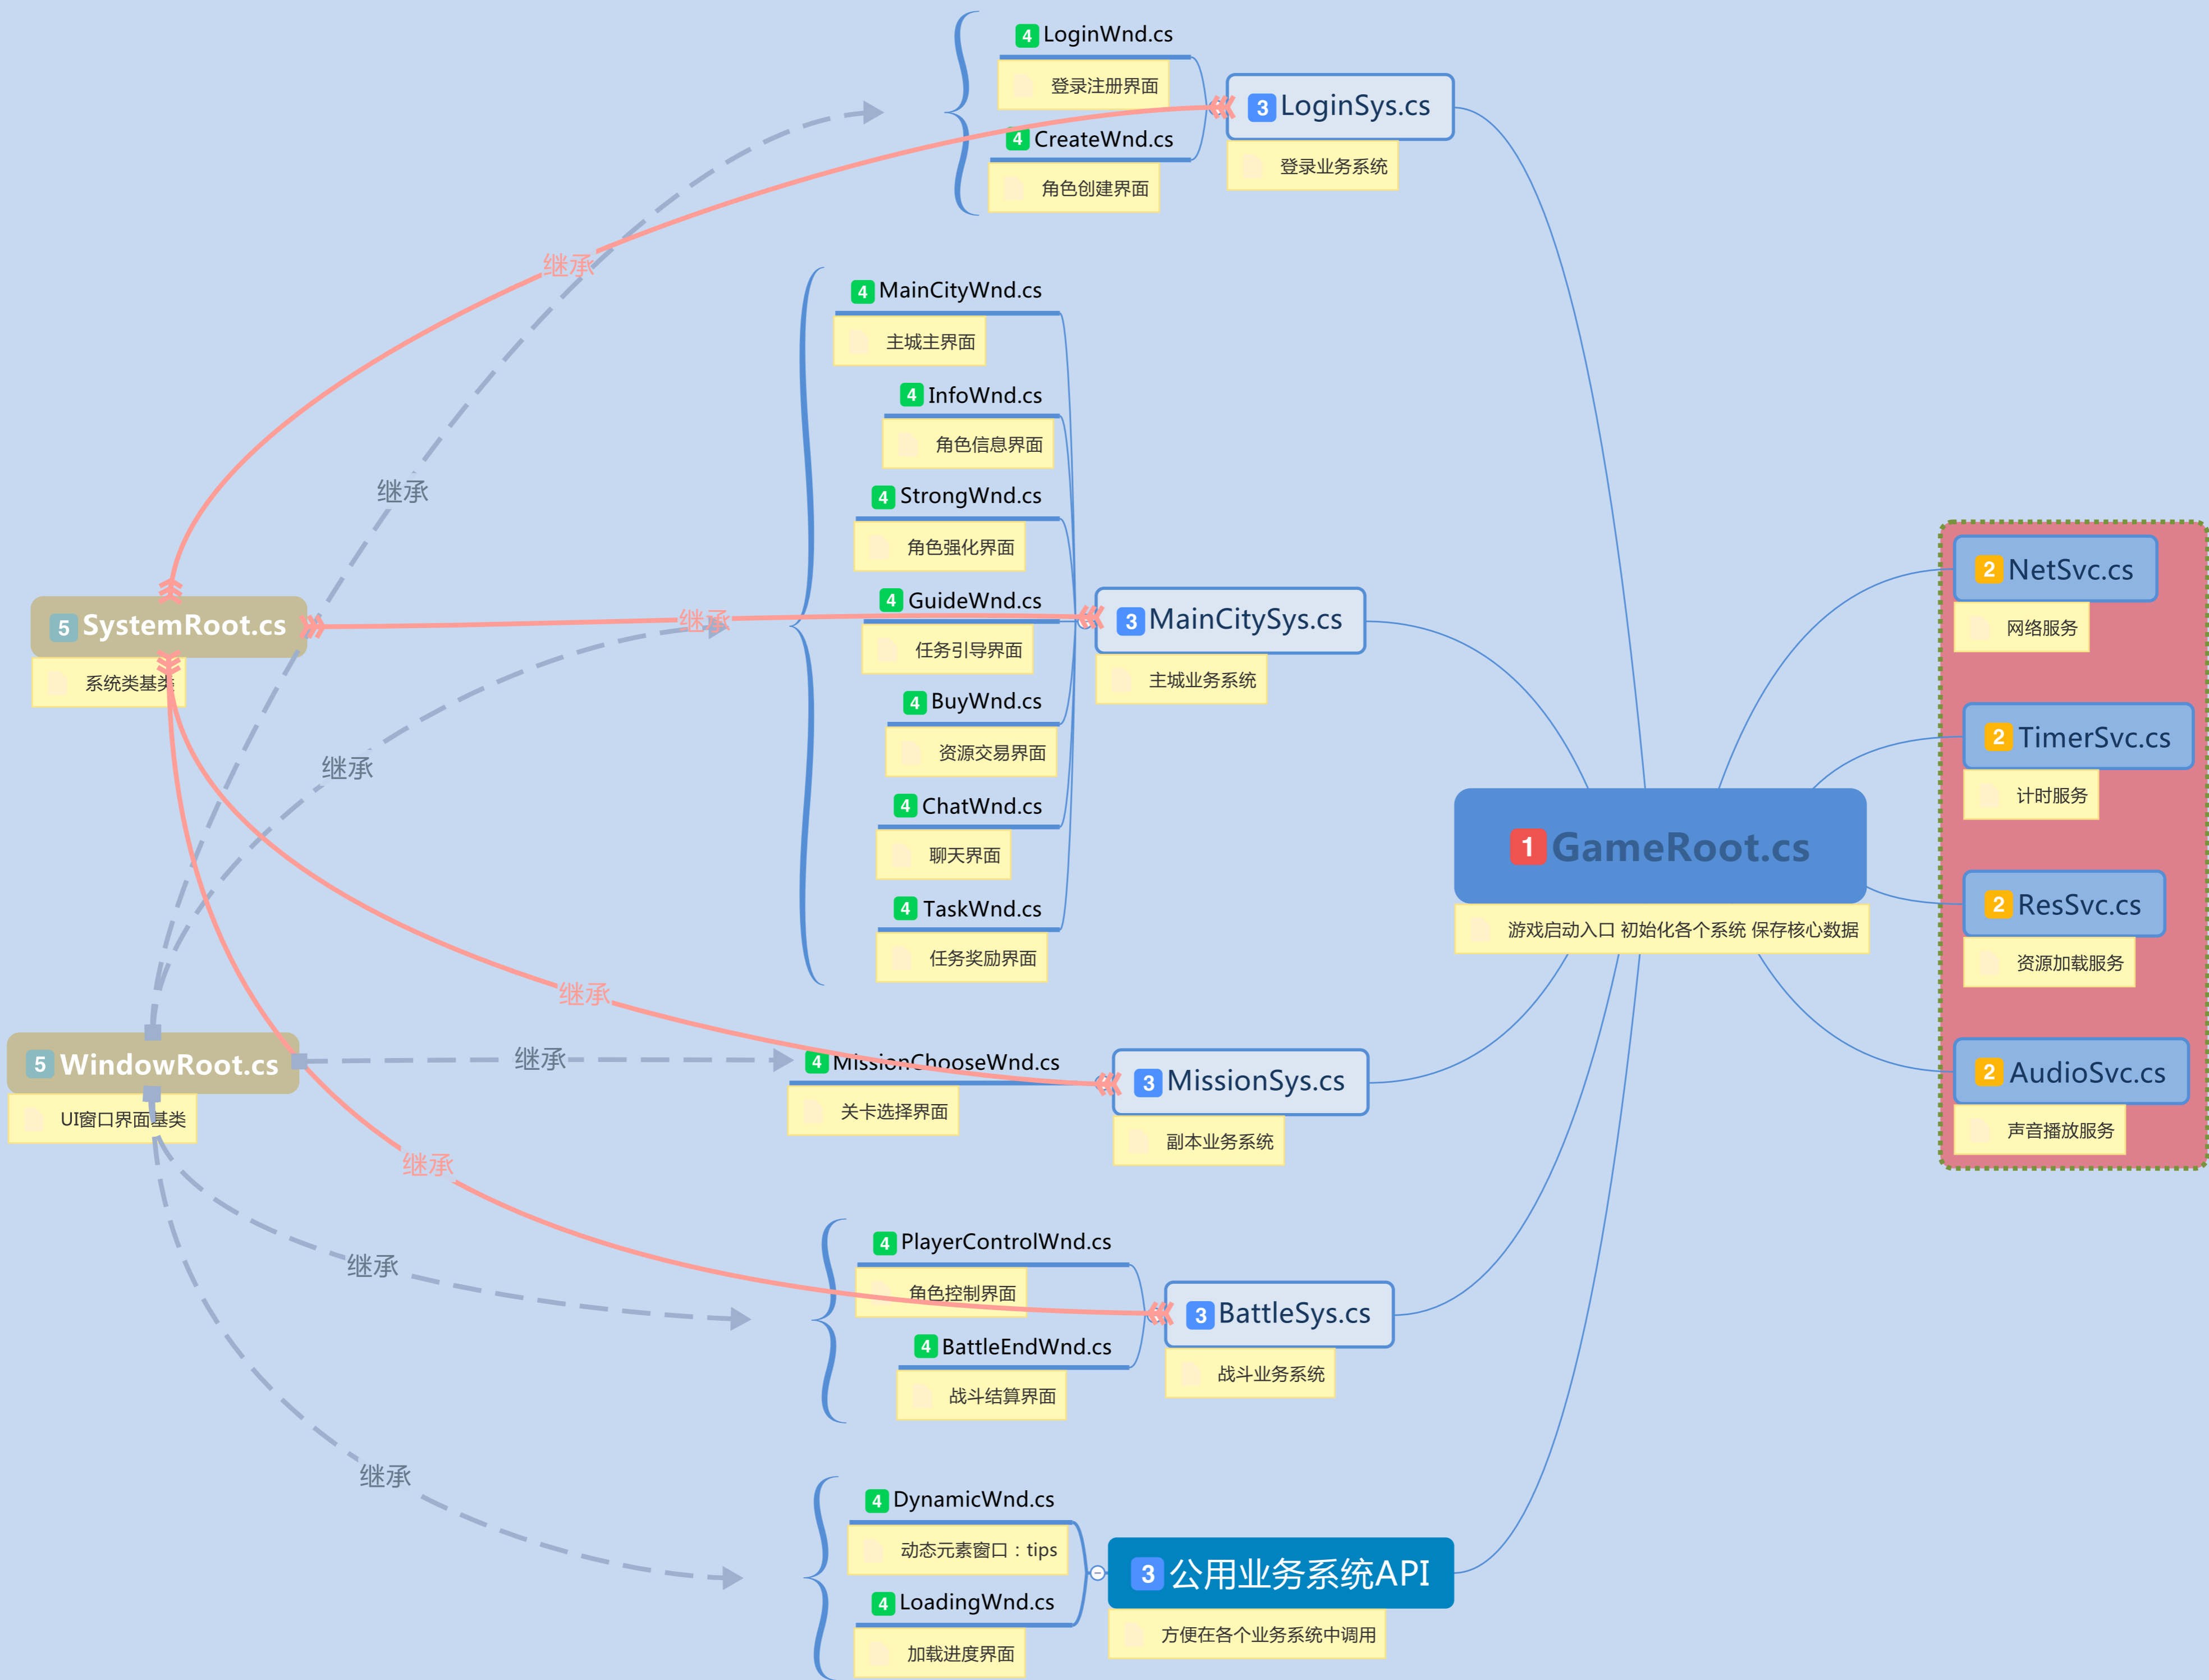 4 LoginWnd.cs
登录注册界面
4 CreateWnd.cs
角色创建界面
3 LoginSys.cs
登录业务系统
继承
继承
4 MainCityWnd.cs
主城主界面
4 InfoWnd.cs
角色信息界面
4 StrongWnd.cs
角色强化界面
4 GuideWnd.cs
任务引导界面
4 BuyWnd.cs
资源交易界面
4 ChatWnd.cs
聊天界面
4 TaskWnd.cs
任务奖励界面
3 MainCitySys.cs
主城业务系统
5 SystemRoot.cs
系统类基类
继承
继承
2 NetSvc.cs
网络服务
2 TimerSvc.cs
计时服务
2 ResSvc.cs
资源加载服务
2 AudioSvc.cs
声音播放服务
1 GameRoot.cs
游戏启动入口 初始化各个系统 保存核心数据
继承
5 WindowRoot.cs
UI窗口界面基类
继承
4 MissionChooseWnd.cs
关卡选择界面
3 MissionSys.cs
副本业务系统
继承
继承
4 PlayerControlWnd.cs
角色控制界面
4 BattleEndWnd.cs
战斗结算界面
3 BattleSys.cs
战斗业务系统
继承
4 DynamicWnd.cs
动态元素窗口：tips
4 LoadingWnd.cs
加载进度界面
3 公用业务系统API
方便在各个业务系统中调用